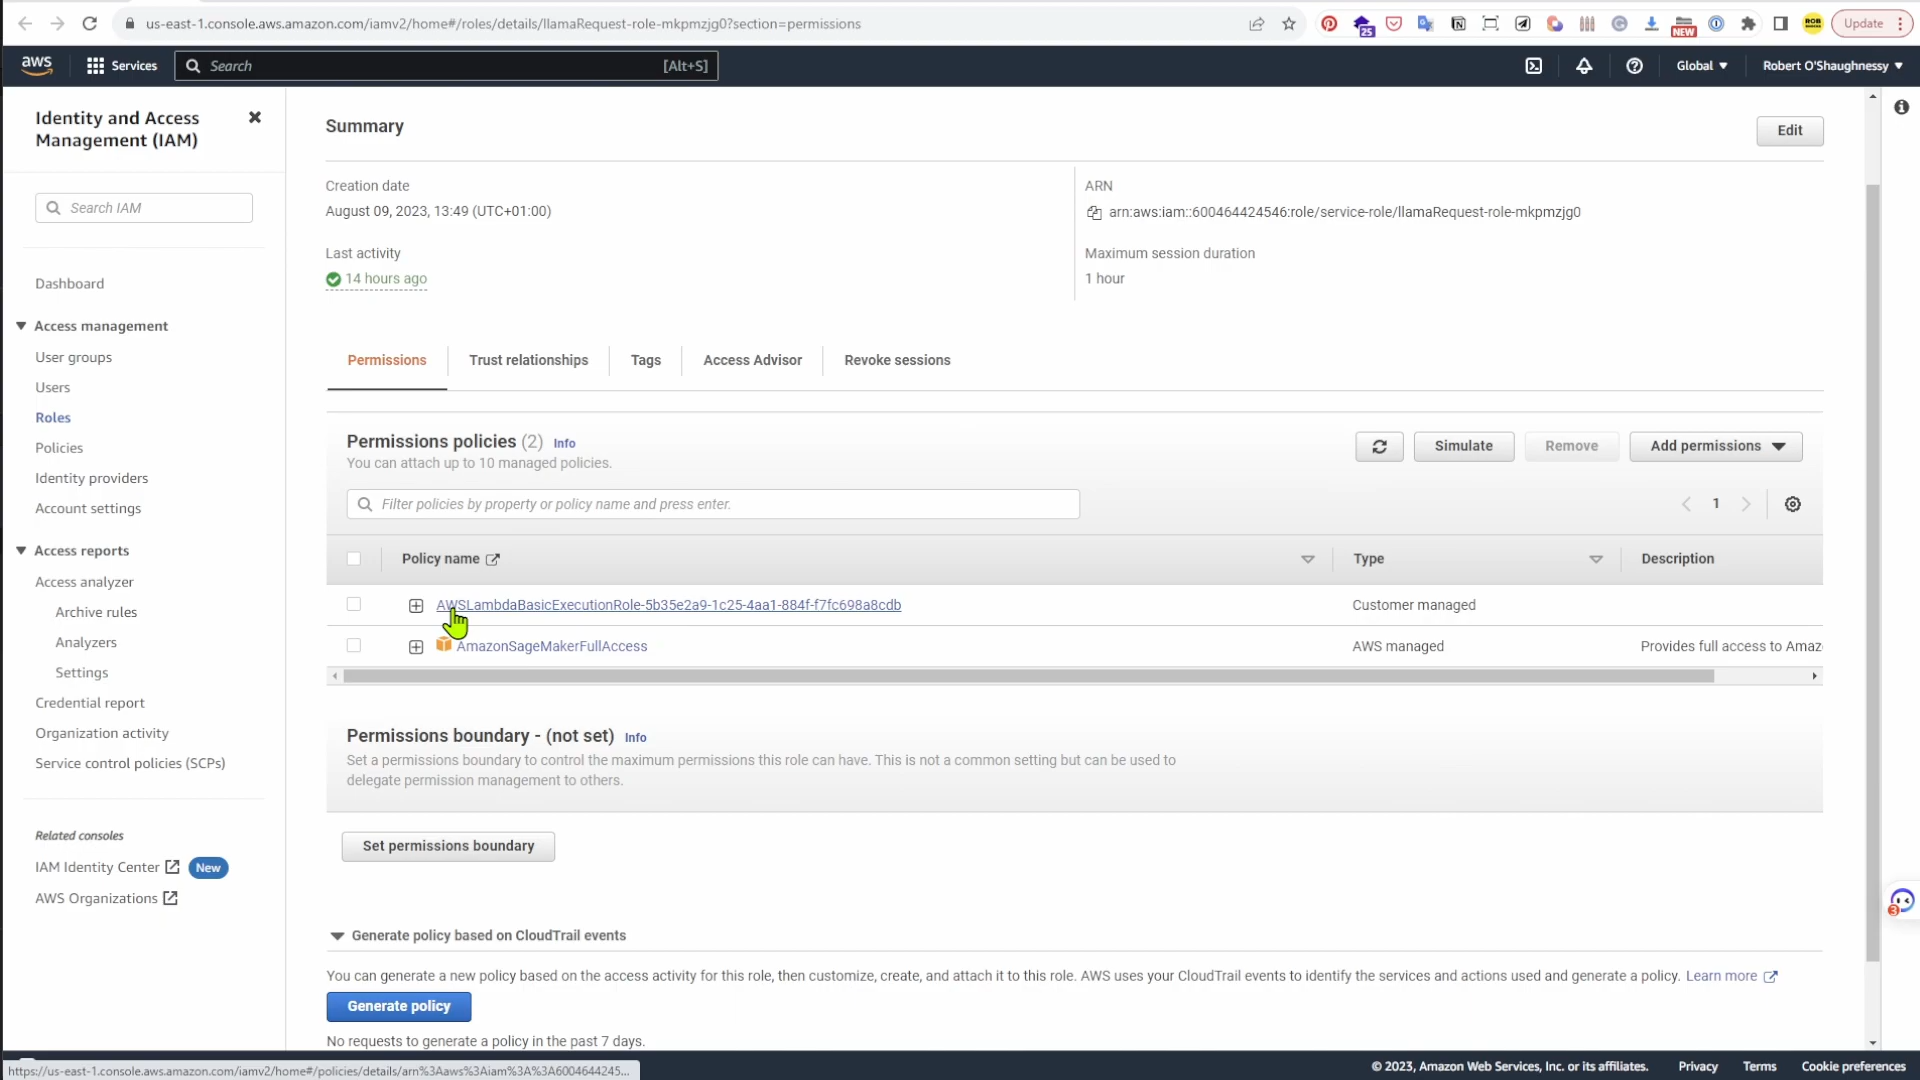 us-east-1.console.aws.amazon.com/iamv2/home#/roles/details/llamaRequest-role-mkpmzjg0?section=permissions
25
NEW
ROB
Update
aws
Services
Search
[Alt+S]
Global
Robert O'Shaughnessy
Identity and Access
Management (IAM)
Search IAM
Dashboard
Access management
User groups
Users
Roles
Policies
Identity providers
Account settings
Access reports
Access analyzer
Archive rules
Analyzers
Settings
Credential report
Organization activity
Service control policies (SCPs)
Related consoles
IAM Identity Center
New
AWS Organizations
Summary
Edit
Creation date
August 09, 2023, 13:49 (UTC+01:00)
ARN
arn:aws:iam::600464424546:role/service-role/llamaRequest-role-mkpmzjg0
Last activity
14 hours ago
Maximum session duration
1 hour
Permissions
Trust relationships
Tags
Access Advisor
Revoke sessions
Permissions policies (2) Info
You can attach up to 10 managed policies.
Simulate
Remove
Add permissions
Filter policies by property or policy name and press enter.
1
Policy name
Type
Description
AWSLambdaBasicExecutionRole-5b35e2a9-1c25-4aa1-884f-f7fc698a8cdb
Customer managed
AmazonSageMakerFullAccess
AWS managed
Provides full access to Amaz
Permissions boundary - (not set) Info
Set a permissions boundary to control the maximum permissions this role can have. This is not a common setting but can be used to
delegate permission management to others.
Set permissions boundary
3
Generate policy based on CloudTrail events
You can generate a new policy based on the access activity for this role, then customize, create, and attach it to this role. AWS uses your CloudTrail events to identify the services and actions used and generate a policy. Learn more
Generate policy
No requests to generate a policy in the past 7 days.
https://us-east-1.console.aws.amazon.com/iamv2/home#/policies/details/arn%3Aaws%3Aiam%3A%3A6004644245...
© 2023, Amazon Web Services, Inc. or its affiliates.
Privacy
Terms
Cookie preferences